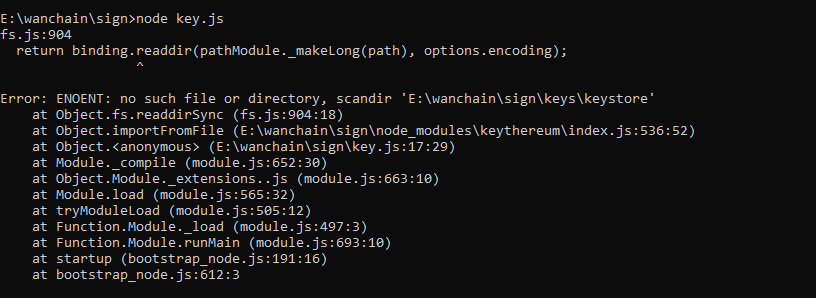 E:\wanchain\sign>node key.js
fs.js:904
  return binding.readdir(pathModule._makeLong(path), options.encoding);
                 ^
Error: ENOENT: no such file or directory, scandir 'E:\wanchain\sign\keys\keystore'
    at Object.fs.readdirSync (fs.js:904:18)
    at Object.importFromFile (E:\wanchain\sign\node_modules\keythereum\index.js:536:52)
    at Object.<anonymous> (E:\wanchain\sign\key.js:17:29)
    at Module._compile (module.js:652:30)
    at Object.Module._extensions..js (module.js:663:10)
    at Module.load (module.js:565:32)
    at tryModuleLoad (module.js:505:12)
    at Function.Module._load (module.js:497:3)
    at Function.Module.runMain (module.js:693:10)
    at startup (bootstrap_node.js:191:16)
    at bootstrap_node.js:612:3